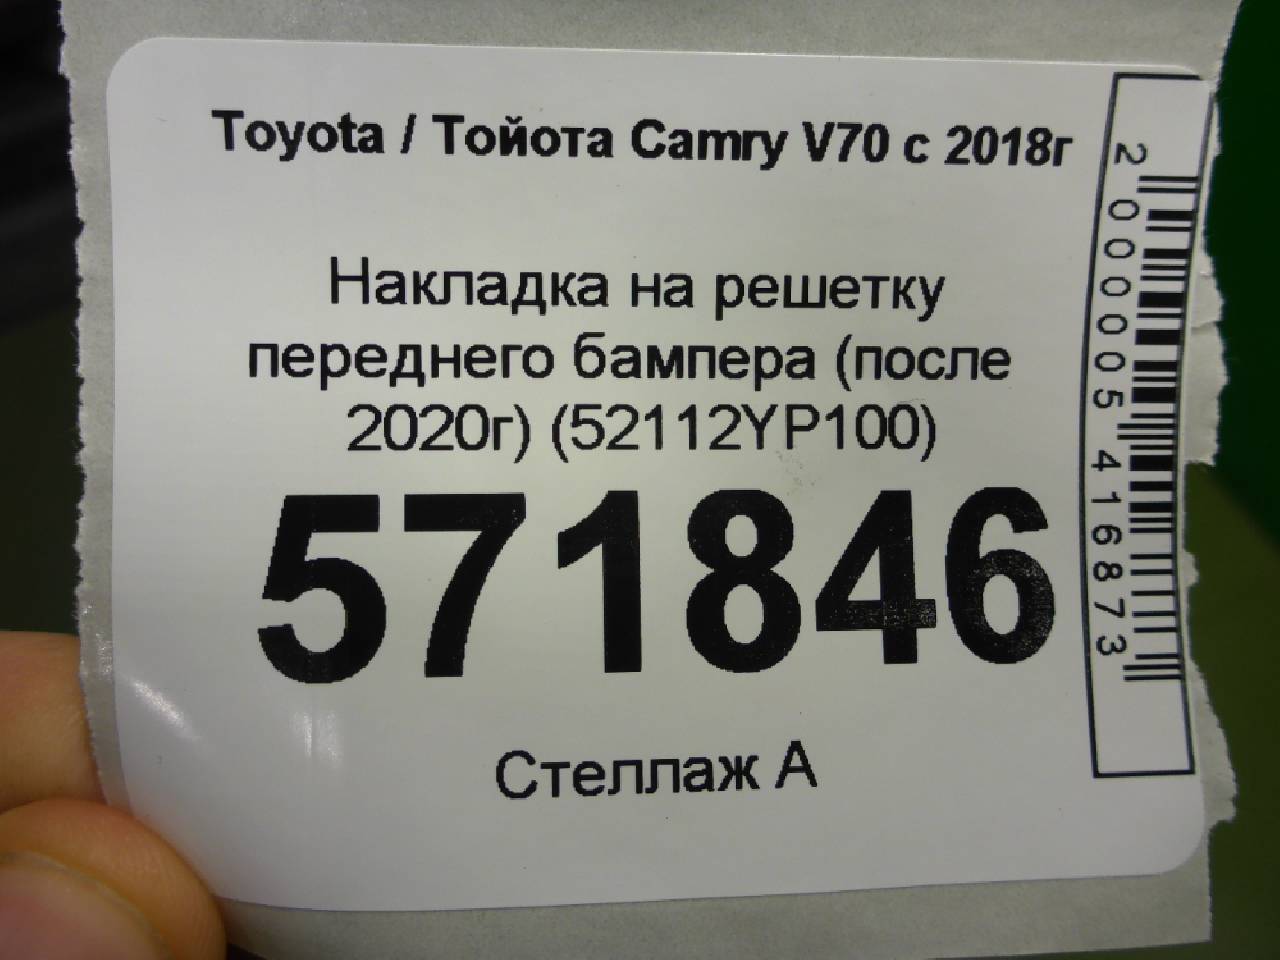 Toyota / Тойота Camry V70 с 2018г
Накладка на решетку
переднего бампера (после
2020г) (52112YP100)
571846
Стеллаж А
2000005416873